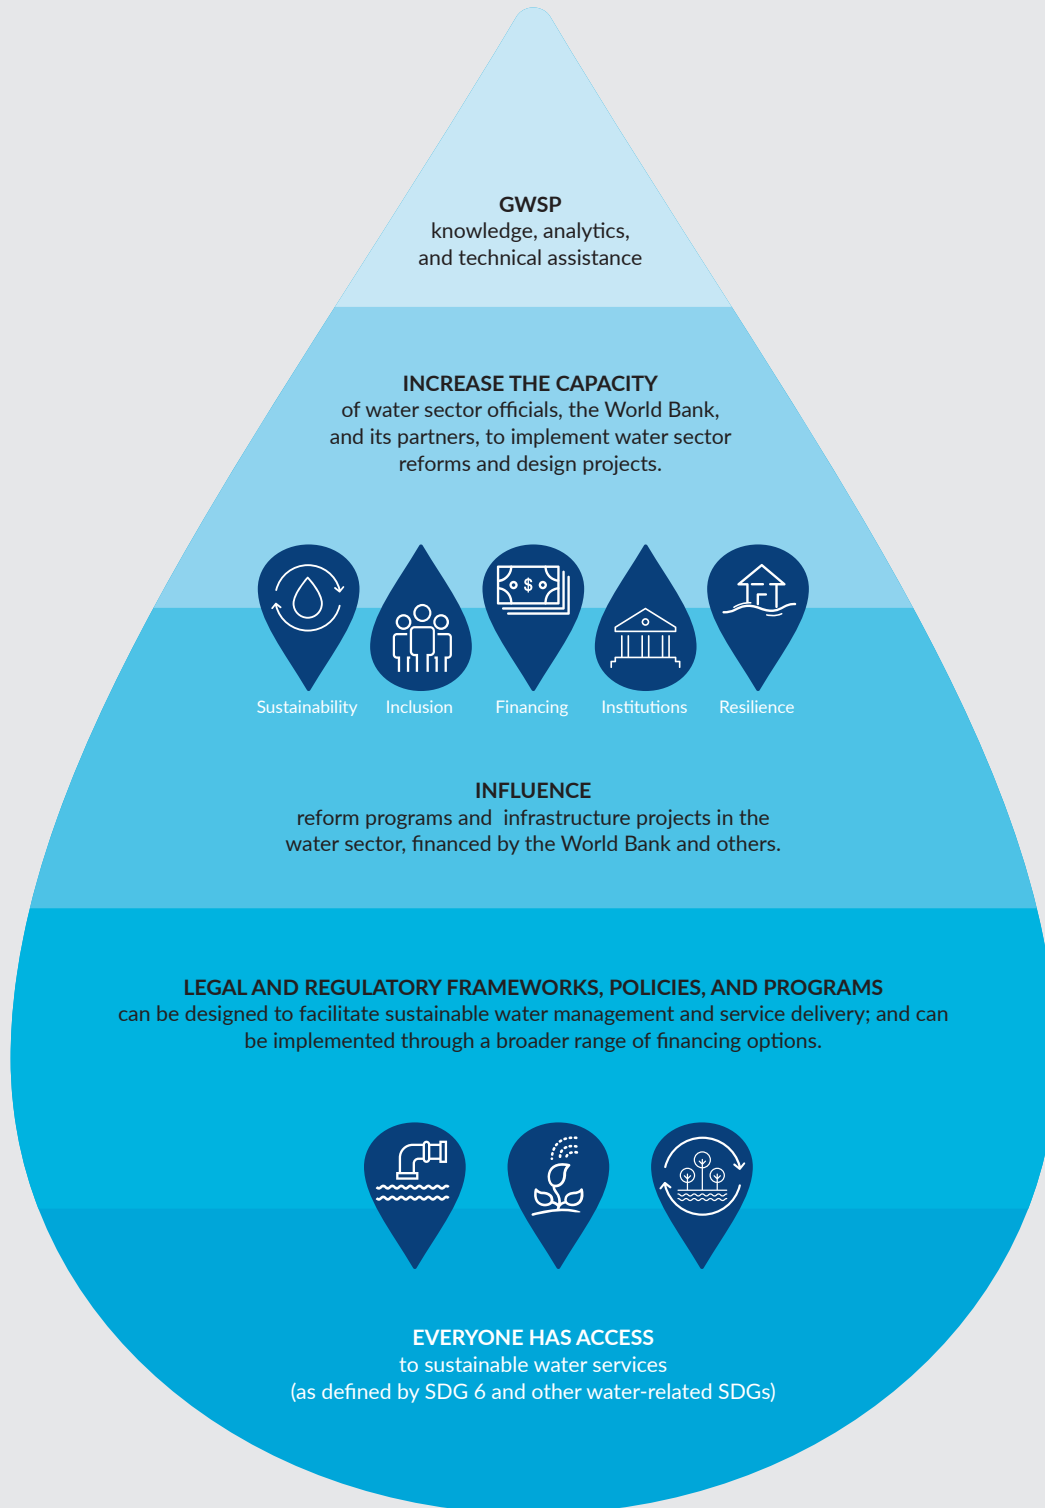 GWSP
knowledge, analytics,
and technical assistance
INCREASE THE CAPACITY
of water sector officials, the World Bank,
and its partners, to implement water sector
reforms and design projects.
$
Sustainability Inclusion Financing Institutions Resilience
INFLUENCE
reform programs and infrastructure projects in the
water sector, financed by the World Bank and others.
LEGAL AND REGULATORY FRAMEWORKS, POLICIES, AND PROGRAMS
can be designed to facilitate sustainable water management and service delivery; and can
be implemented through a broader range of financing options.
EVERYONE HAS ACCESS
to sustainable water services
(as defined by SDG 6 and other water-related SDGs)